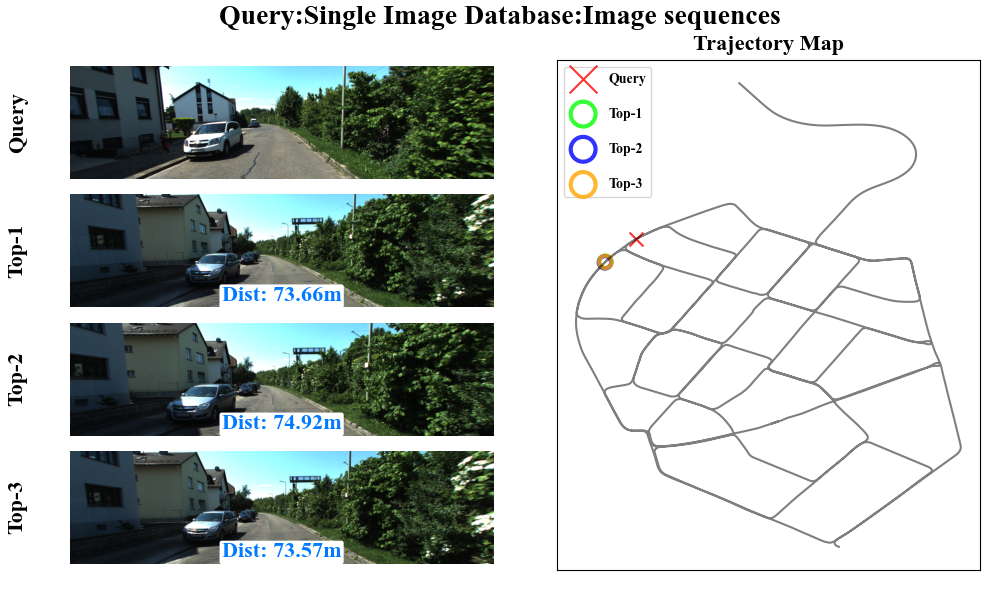 Query:Single Image Database:Image sequences
Trajectory Map
Query
Top-1
Dist: 73.66m
Top-2
Dist: 74.92m
Top-3
Dist: 73.57m
Query
Top-1
Top-2
Top-3